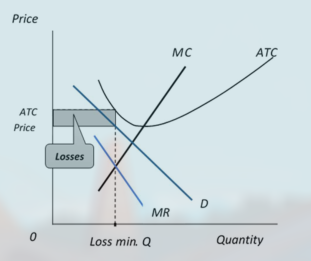 Price
MC
ATC
ATC
Price
Losses
D
MR
0
Loss min. Q
Quantity